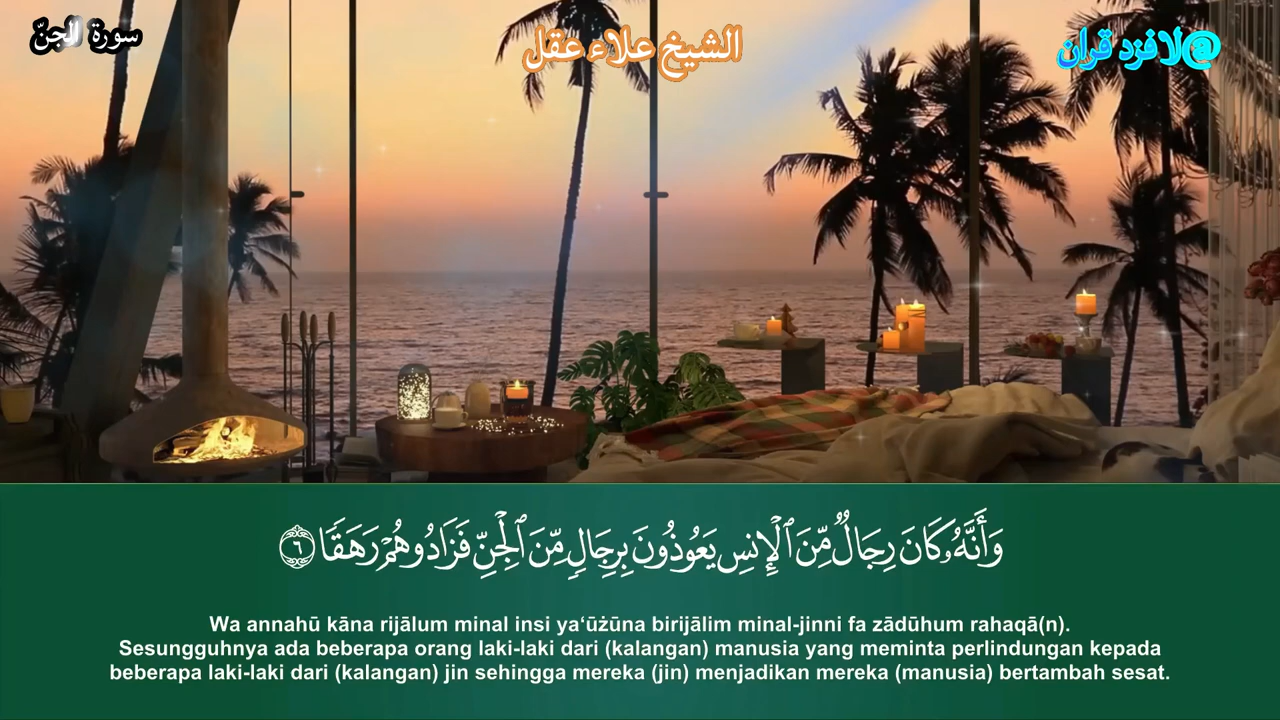 سورة الجنّ
الشيخ علاء عقل
@لافزد قران
وَأَنَّهُۥ كَانَ رِجَالٌ مِّنَ ٱلْإِنسِ يَعُوذُونَ بِرِجَالٍ مِّنَ ٱلْجِنِّ فَزَادُوهُمْ رَهَقًا ٦
Wa annahū kāna rijālum minal insi ya‘ūżūna birijālim minal-jinni fa zādūhum rahaqā(n).
Sesungguhnya ada beberapa orang laki-laki dari (kalangan) manusia yang meminta perlindungan kepada
beberapa laki-laki dari (kalangan) jin sehingga mereka (jin) menjadikan mereka (manusia) bertambah sesat.